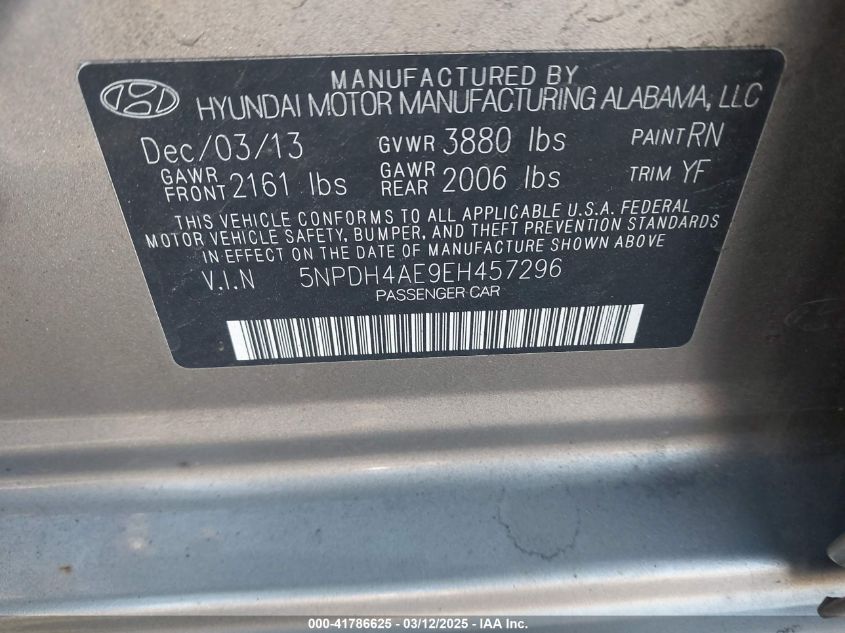 MANUFACTURED BY
HYUNDAI MOTOR MANUFACTURING ALABAMA, LLC
Dec/03/13 GVWR 3880 lbs PAINT RN
GAWR FRONT 2161 lbs GAWR REAR 2006 lbs TRIM YF
THIS VEHICLE CONFORMS TO ALL APPLICABLE U.S.A. FEDERAL
MOTOR VEHICLE SAFETY, BUMPER, AND THEFT PREVENTION STANDARDS
IN EFFECT ON THE DATE OF MANUFACTURE SHOWN ABOVE
V.I.N 5NPDH4AE9EH457296
PASSENGER CAR
000-41786625 - 03/12/2025 - IAA Inc.